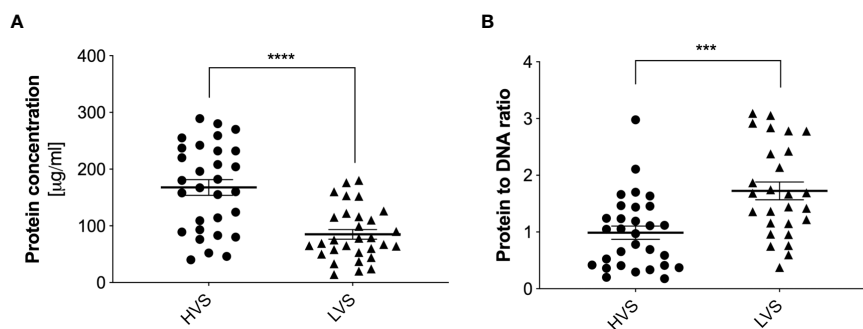 A
Protein concentration
[µg/ml]
400
300
200
100
0
****
HVS
LVS
B
Protein to DNA ratio
4
3
2
1
0
***
HVS
LVS